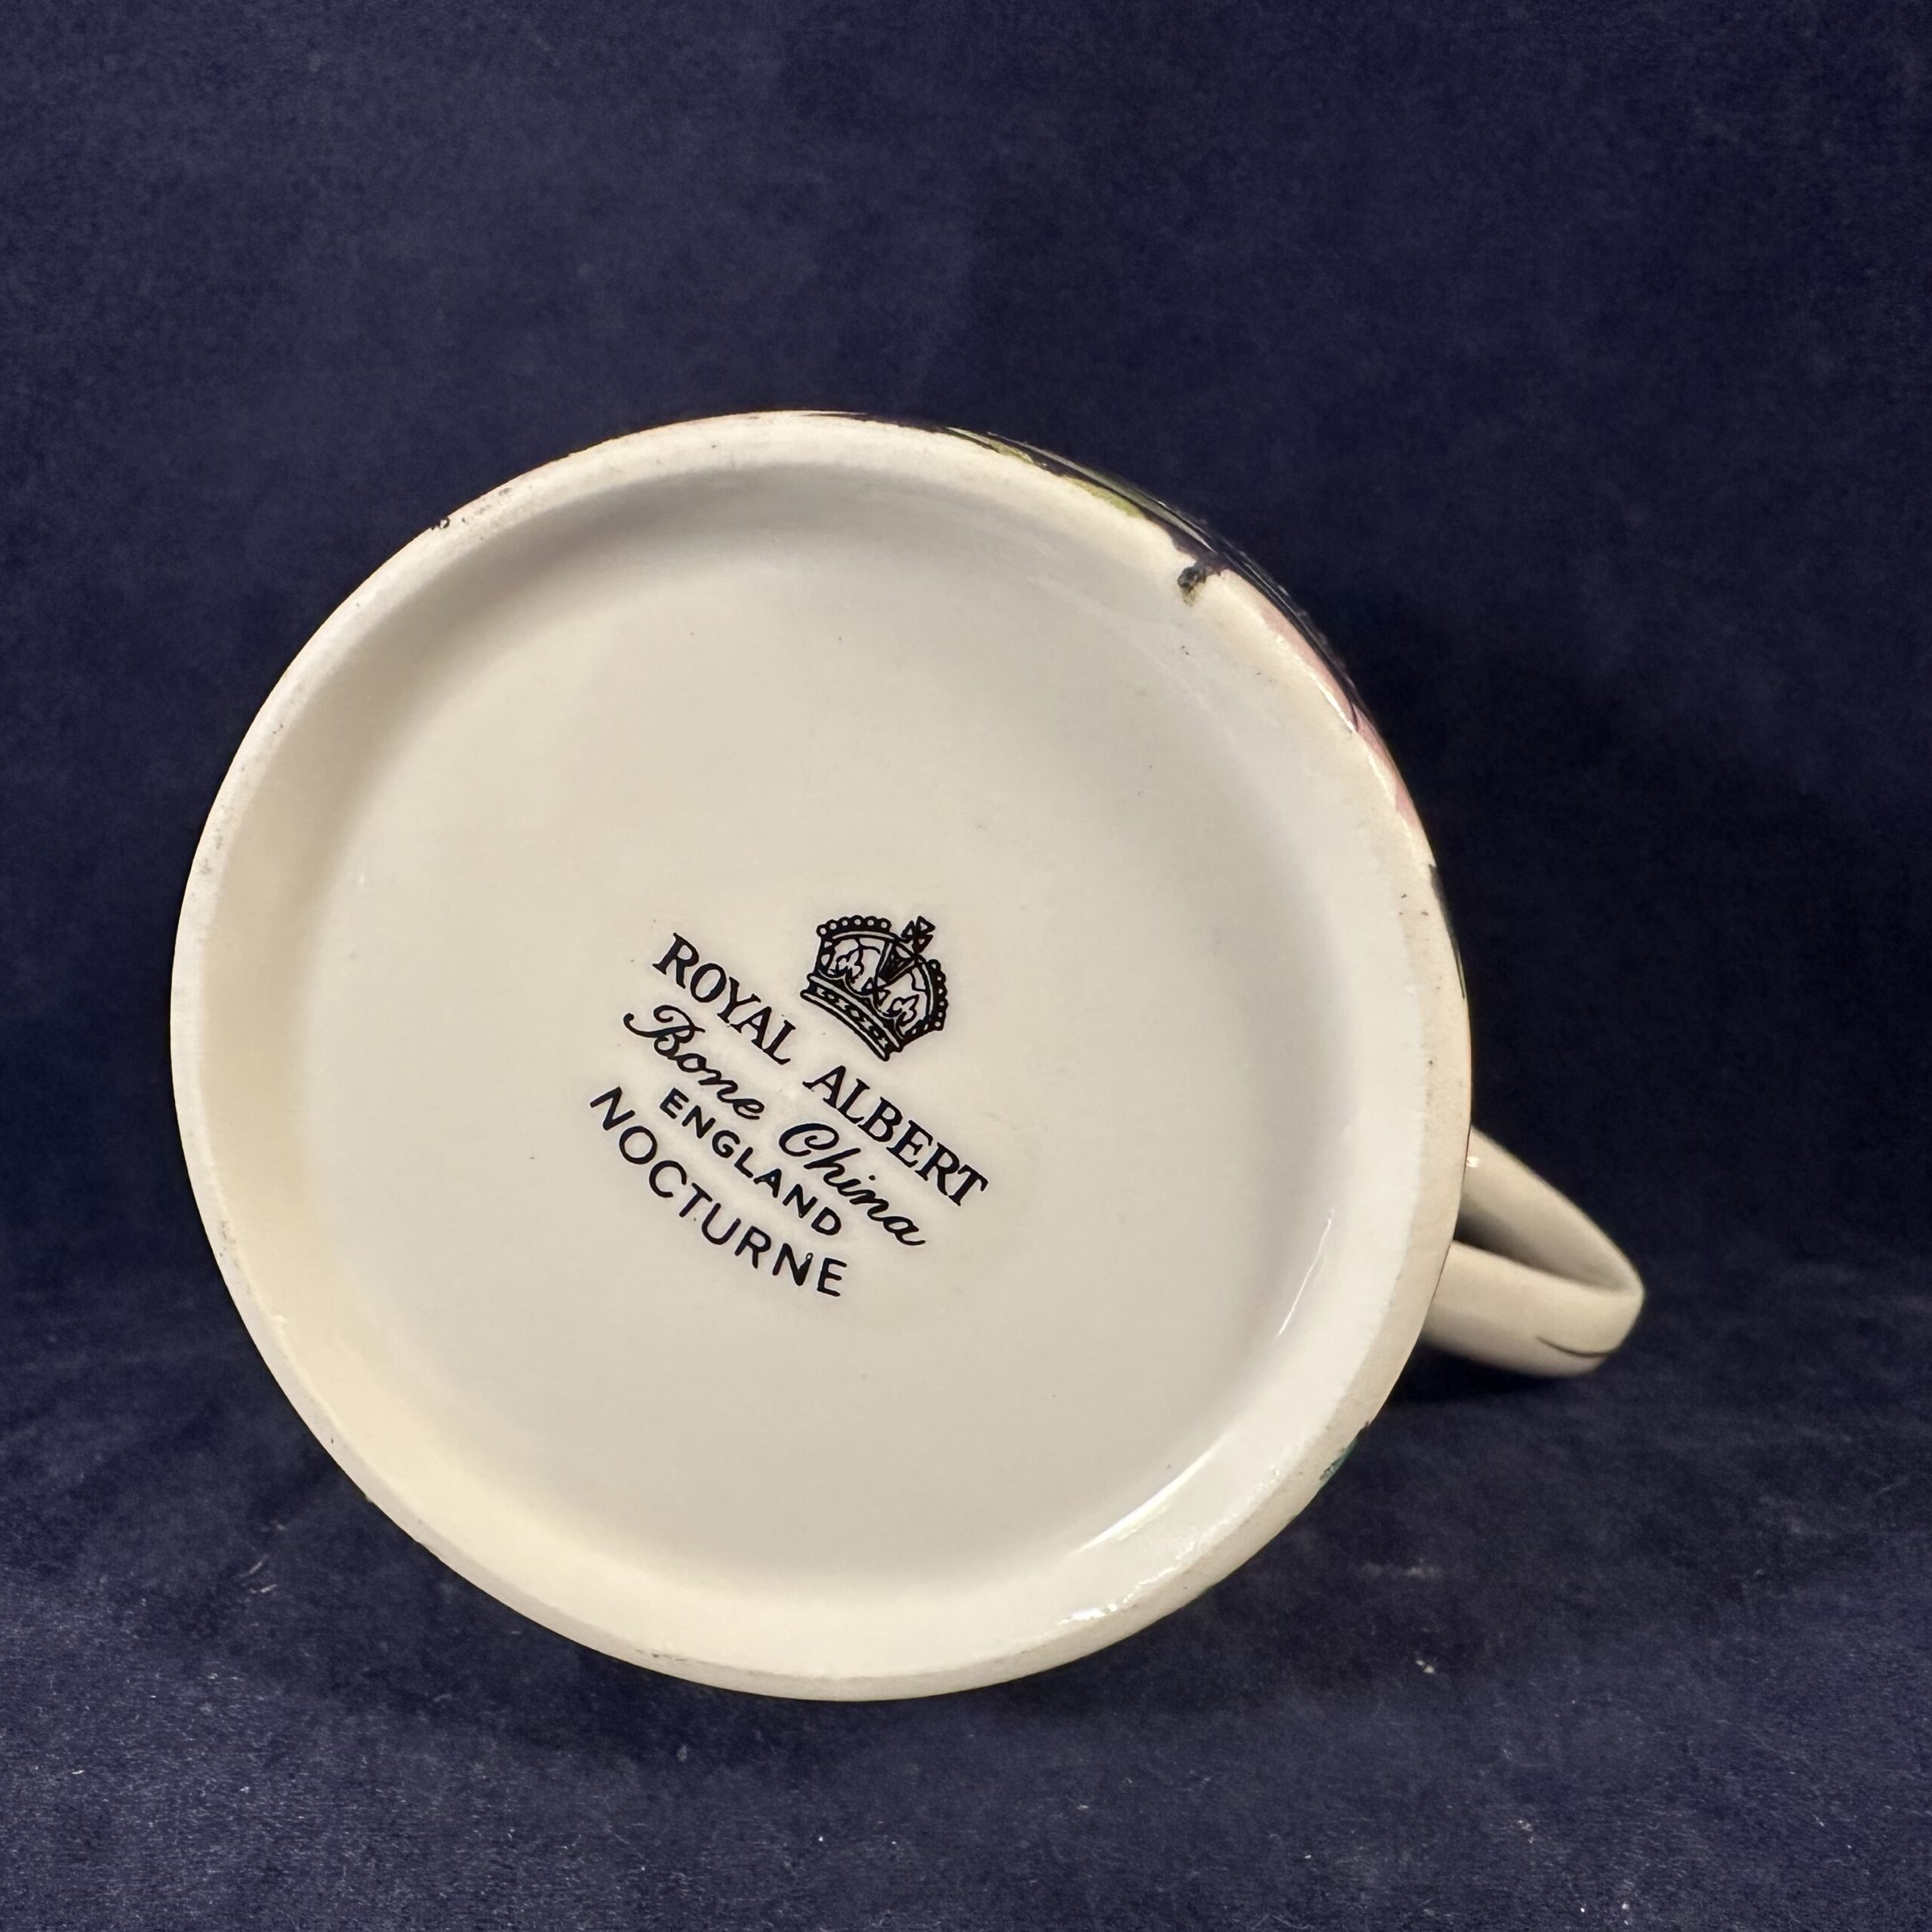 ROYAL ALBERT
Bone China
ENGLAND
NOCTURNE